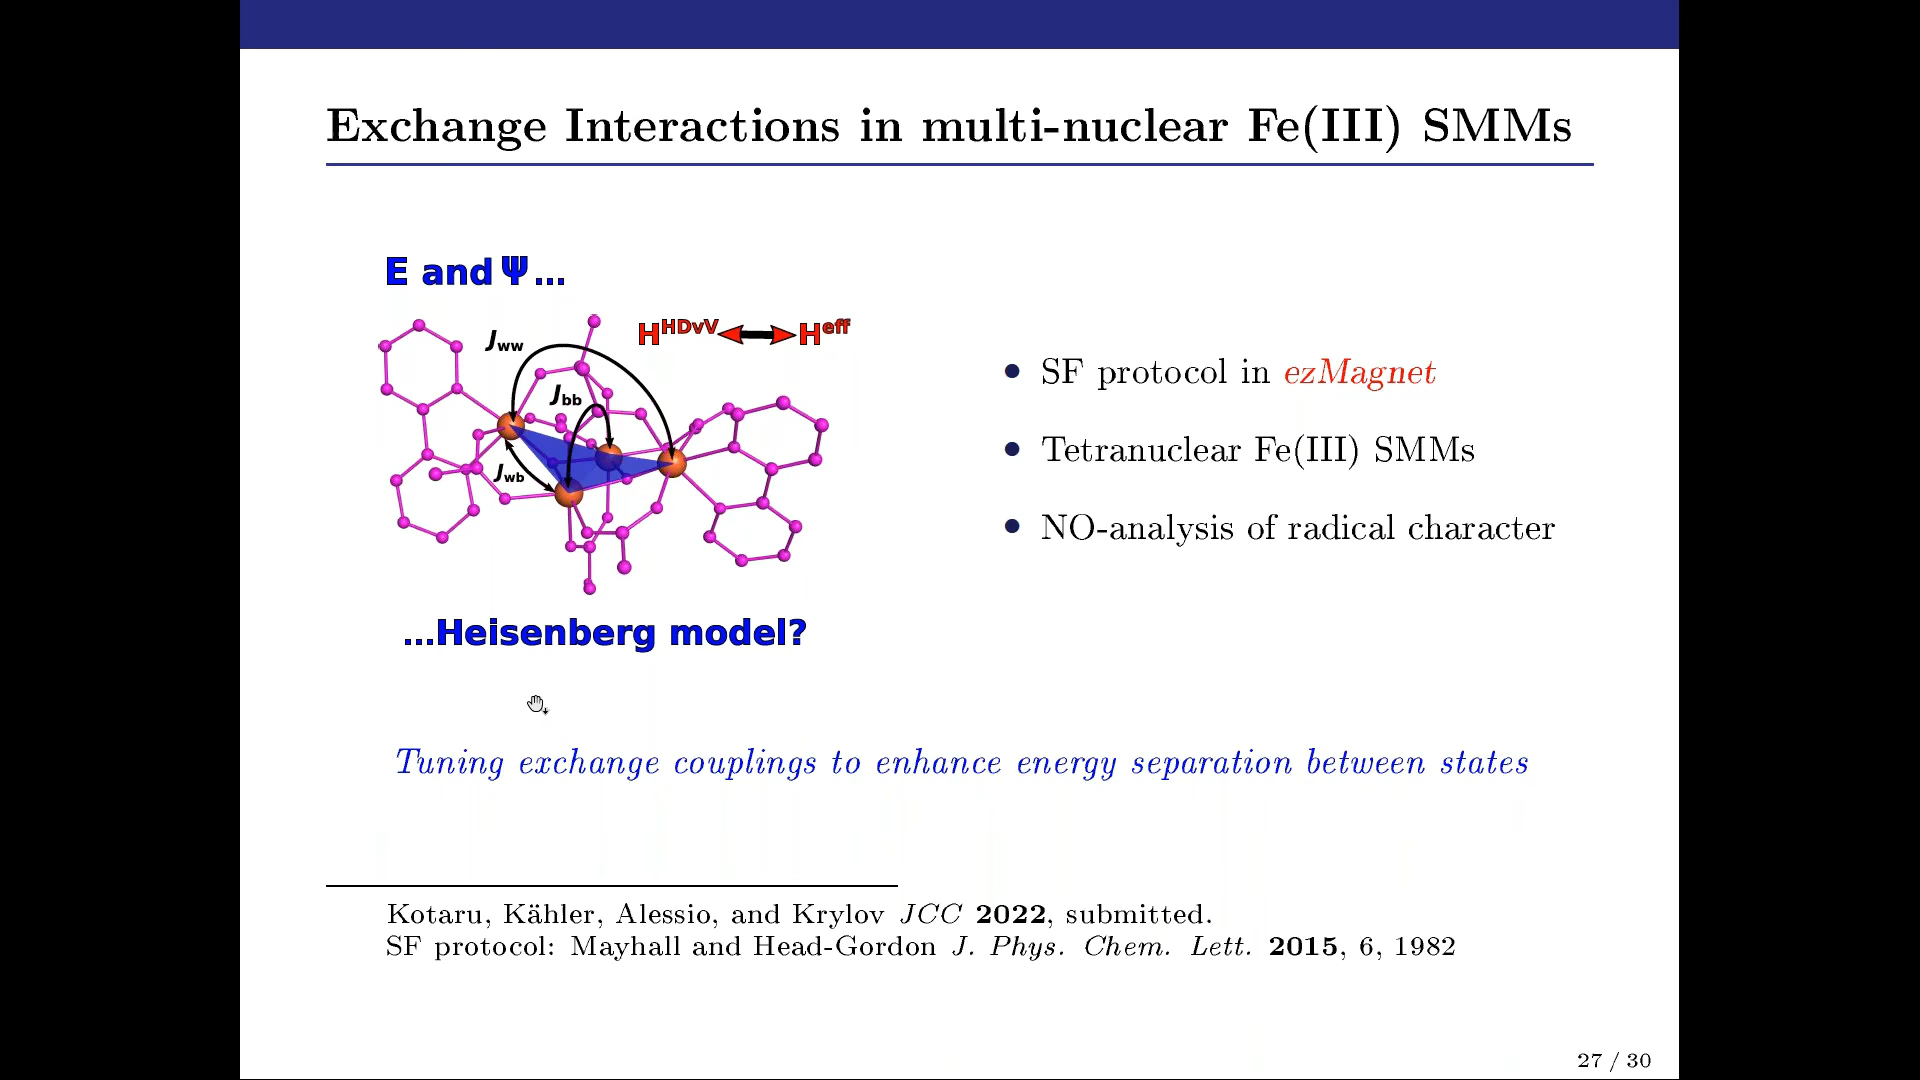 Exchange Interactions in multi-nuclear Fe(III) SMMs
E and Ψ...
H^HDvV H^eff
J_ww
J_bb
J_wb
...Heisenberg model?
• SF protocol in ezMagnet
• Tetranuclear Fe(III) SMMs
• NO-analysis of radical character
Tuning exchange couplings to enhance energy separation between states
Kotaru, Kähler, Alessio, and Krylov JCC 2022, submitted.
SF protocol: Mayhall and Head-Gordon J. Phys. Chem. Lett. 2015, 6, 1982
27 / 30